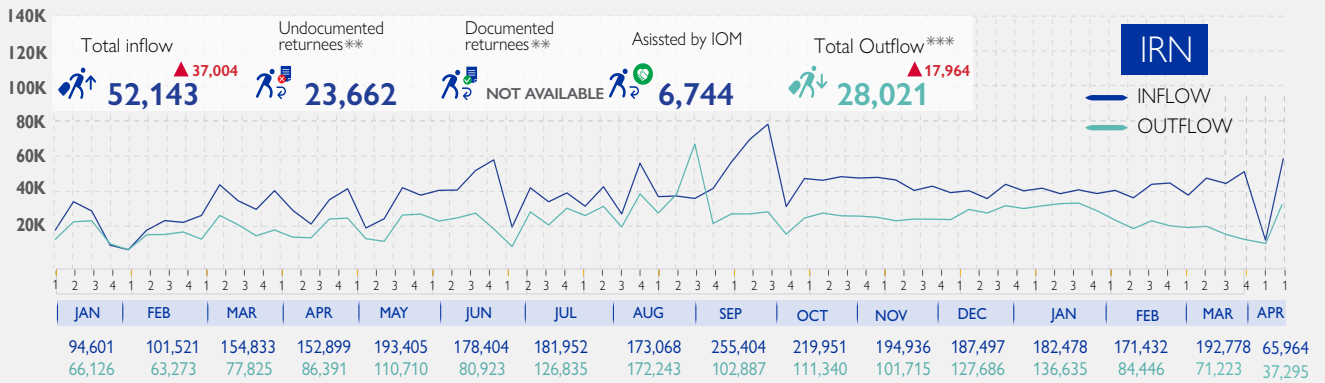 140K
120K
100K
80K
60K
40K
20K
Total inflow
▲ 37,004
52,143
Undocumented
returnees**
23,662
Documented
returnees**
NOT AVAILABLE
Asissted by IOM
6,744
Total Outflow***
▲ 17,964
28,021
IRN
INFLOW
OUTFLOW
1 2 3 4 1 2 3 4 1 2 3 4 1 2 3 4 1 2 3 4 1 2 3 4 1 2 3 4 1 2 3 4 1 2 3 4 1 2 3 4 1 2 3 4 1 2 3 4 1 2 3 4 1 2 3 4 1 2 3 4 1 1
JAN FEB MAR APR MAY JUN JUL AUG SEP OCT NOV DEC JAN FEB MAR APR
94,601 101,521 154,833 152,899 193,405 178,404 181,952 173,068 255,404 219,951 194,936 187,497 182,478 171,432 192,778 65,964
66,126 63,273 77,825 86,391 110,710 80,923 126,835 172,243 102,887 111,340 101,715 127,686 136,635 84,446 71,223 37,295